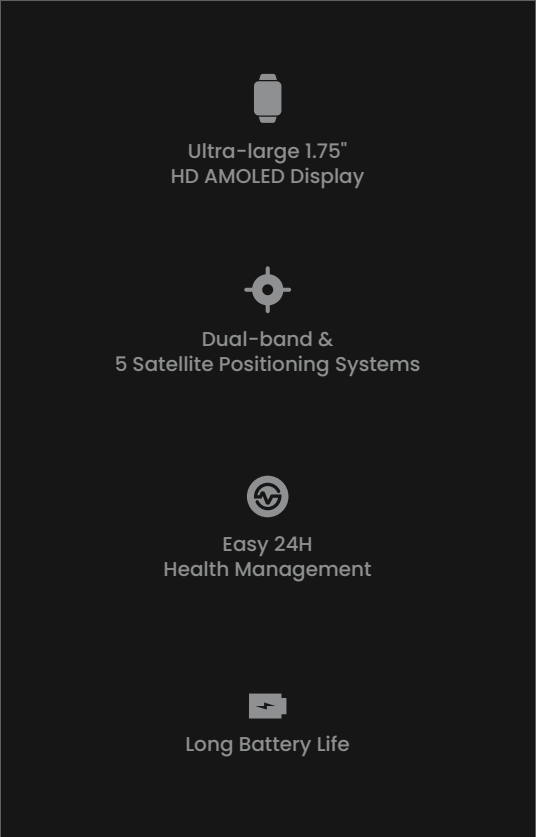 Ultra-large 1.75"
HD AMOLED Display
Dual-band &
5 Satellite Positioning Systems
Easy 24H
Health Management
Long Battery Life